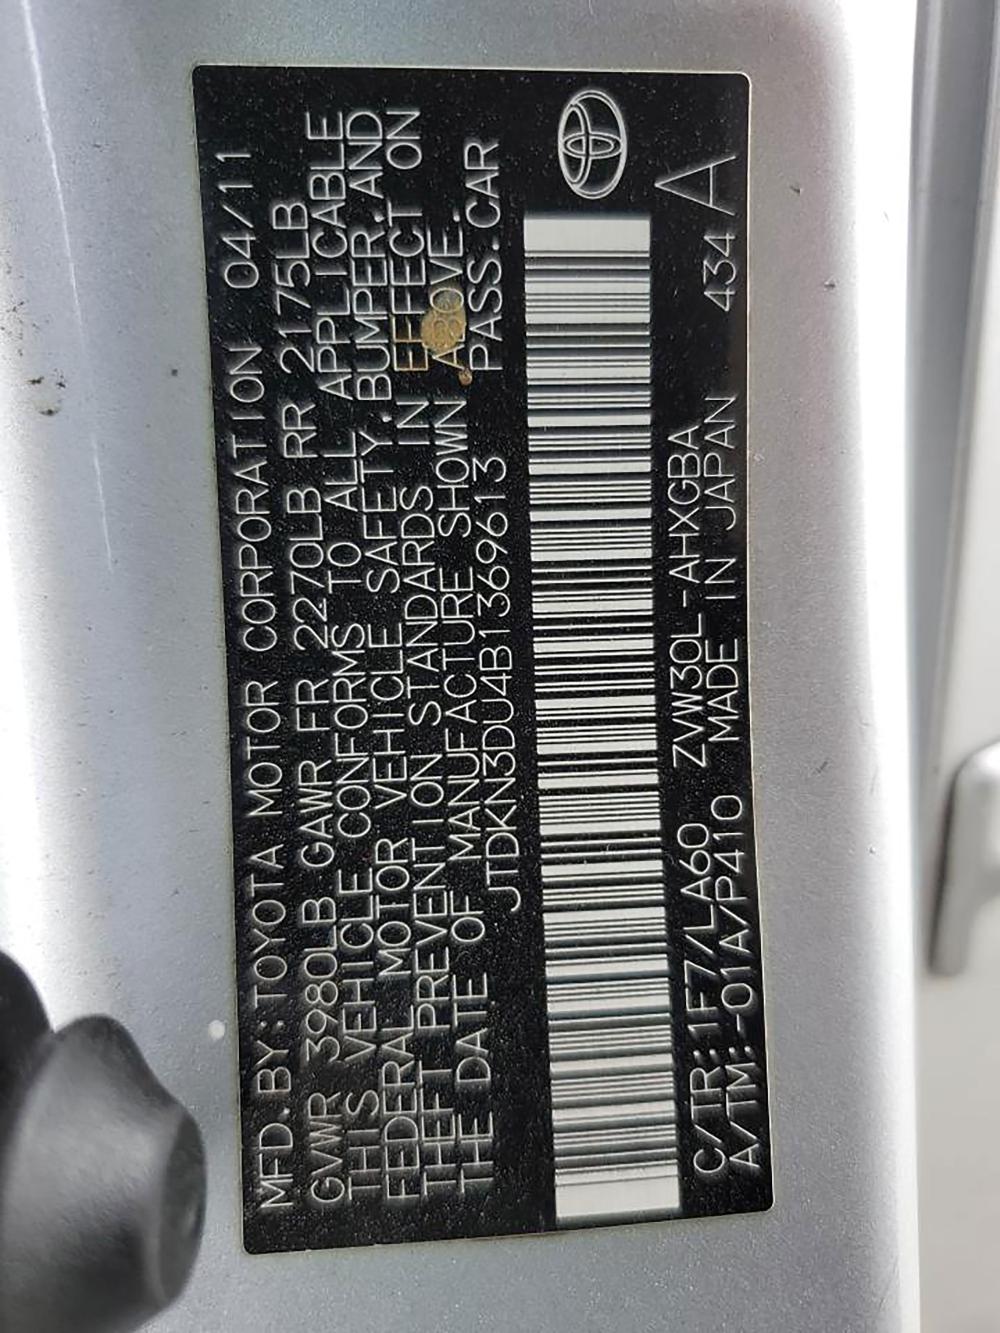 MFD.BY:TOYOTA MOTOR CORPORATION 04/11
GVWR 3980LB GAWR FR 2270LB RR 2175LB
THIS VEHICLE CONFORMS TO ALL APPLICABLE
FEDERAL MOTOR VEHICLE SAFETY,BUMPER,AND
THEFT PREVENTION STANDARDS IN EFFECT ON
THE DATE OF MANUFACTURE SHOWN ABOVE.
JTDKN3DU4B1369613 PASS.CAR
C/TR:1F7/LA60 ZVW30L-AHXGBA
A/TM:-01A/P410 MADE IN JAPAN 434 A